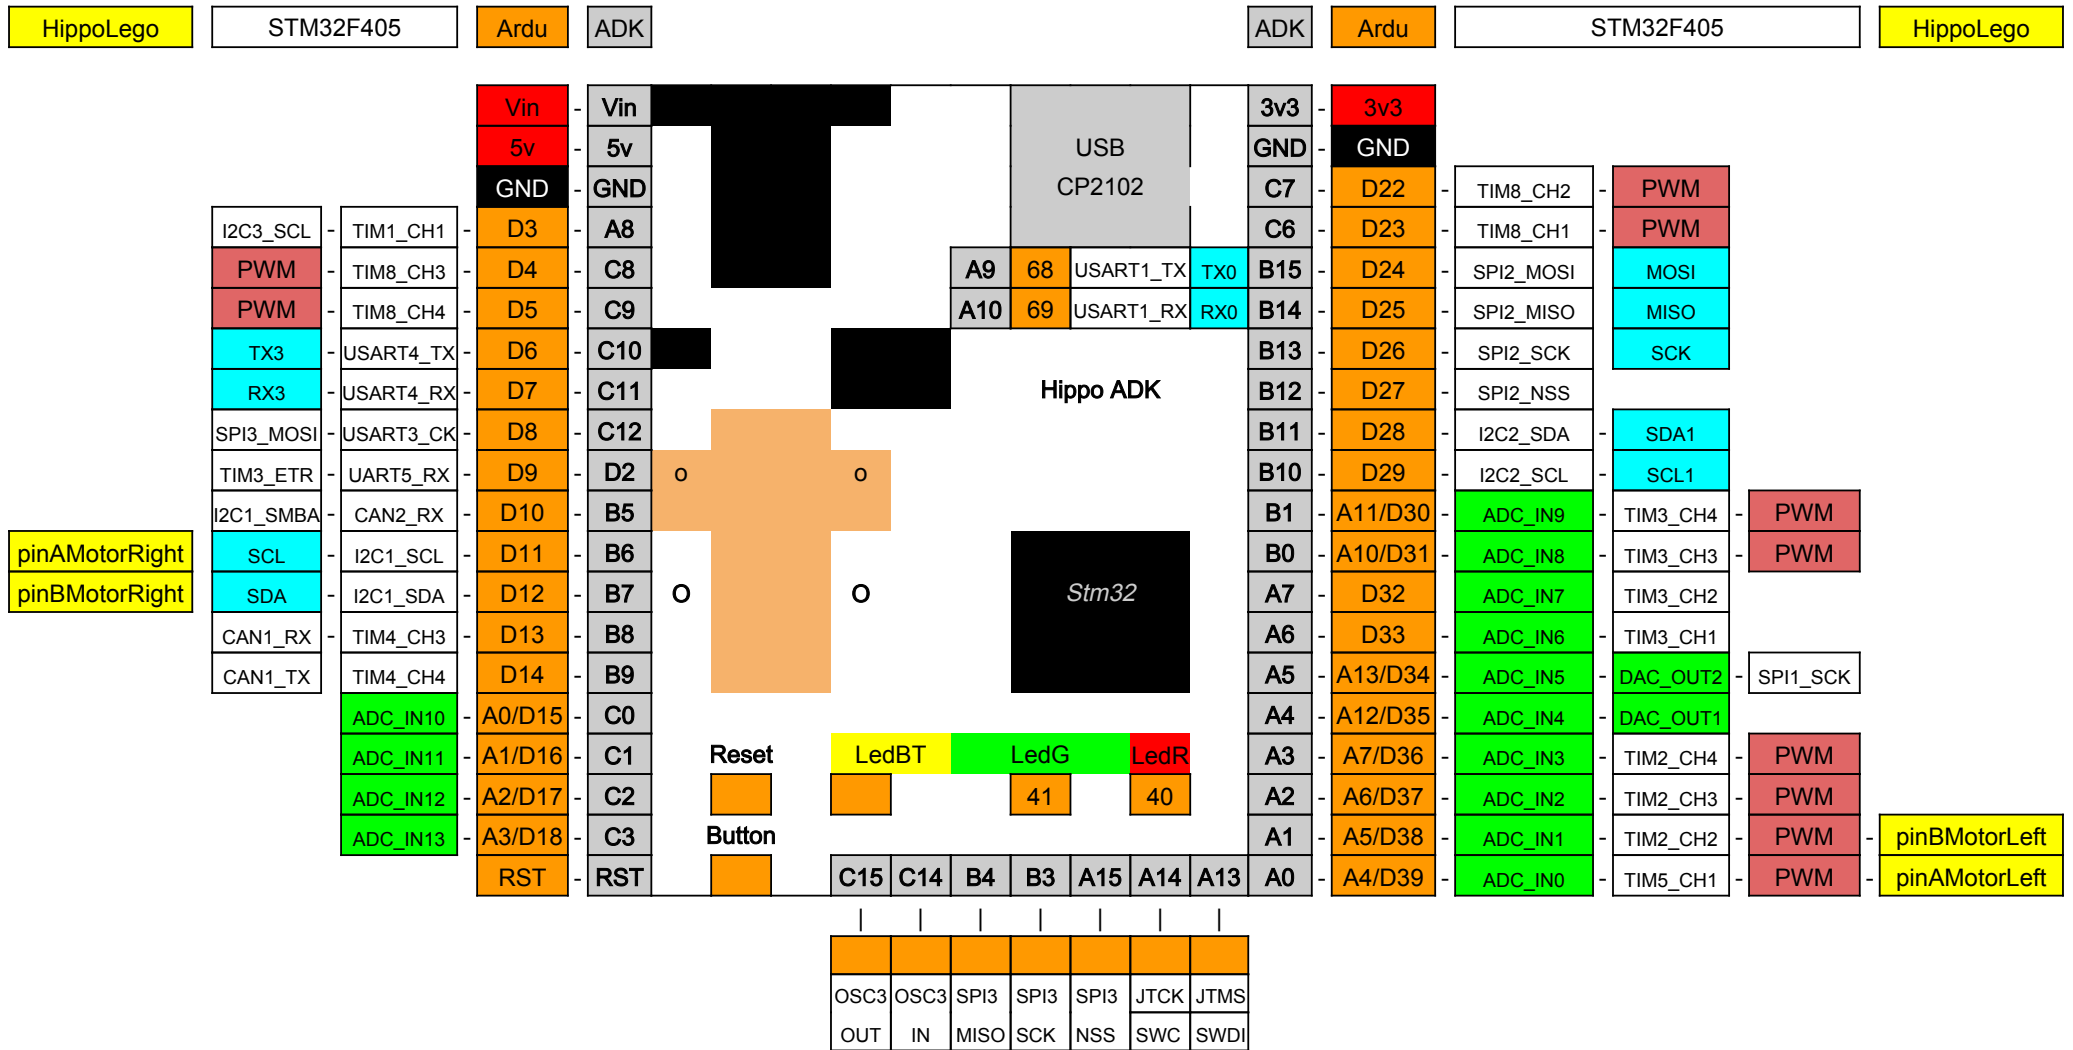 HippoLego STM32F405 Ardu ADK ADK Ardu STM32F405 HippoLego
Vin - Vin 3v3 - 3v3
5v - 5v USB GND - GND
GND - GND CP2102 C7 - D22 - TIM8_CH2 - PWM
I2C3_SCL - TIM1_CH1 - D3 - A8 C6 - D23 - TIM8_CH1 - PWM
PWM - TIM8_CH3 - D4 - C8 A9 68 USART1_TX TX0 B15 - D24 - SPI2_MOSI - MOSI
PWM - TIM8_CH4 - D5 - C9 A10 69 USART1_RX RX0 B14 - D25 - SPI2_MISO - MISO
TX3 - USART4_TX - D6 - C10 B13 - D26 - SPI2_SCK - SCK
RX3 - USART4_RX - D7 - C11 Hippo ADK B12 - D27 - SPI2_NSS
SPI3_MOSI - USART3_CK - D8 - C12 B11 - D28 - I2C2_SDA - SDA1
TIM3_ETR - UART5_RX - D9 - D2 o o B10 - D29 - I2C2_SCL - SCL1
I2C1_SMBA - CAN2_RX - D10 - B5 B1 - A11/D30 - ADC_IN9 - TIM3_CH4 - PWM
pinAMotorRight SCL - I2C1_SCL - D11 - B6 B0 - A10/D31 - ADC_IN8 - TIM3_CH3 - PWM
pinBMotorRight SDA - I2C1_SDA - D12 - B7 O O Stm32 A7 - D32 - ADC_IN7 - TIM3_CH2
CAN1_RX - TIM4_CH3 - D13 - B8 A6 - D33 - ADC_IN6 - TIM3_CH1
CAN1_TX - TIM4_CH4 - D14 - B9 A5 - A13/D34 - ADC_IN5 - DAC_OUT2 - SPI1_SCK
ADC_IN10 - A0/D15 - C0 A4 - A12/D35 - ADC_IN4 - DAC_OUT1
ADC_IN11 - A1/D16 - C1 Reset LedBT LedG LedR A3 - A7/D36 - ADC_IN3 - TIM2_CH4 - PWM
ADC_IN12 - A2/D17 - C2 41 40 A2 - A6/D37 - ADC_IN2 - TIM2_CH3 - PWM
ADC_IN13 - A3/D18 - C3 Button A1 - A5/D38 - ADC_IN1 - TIM2_CH2 - PWM - pinBMotorLeft
RST - RST C15 C14 B4 B3 A15 A14 A13 A0 - A4/D39 - ADC_IN0 - TIM5_CH1 - PWM - pinAMotorLeft
| | | | | | |
OSC3 OSC3 SPI3 SPI3 SPI3 JTCK JTMS
OUT IN MISO SCK NSS SWC SWDI